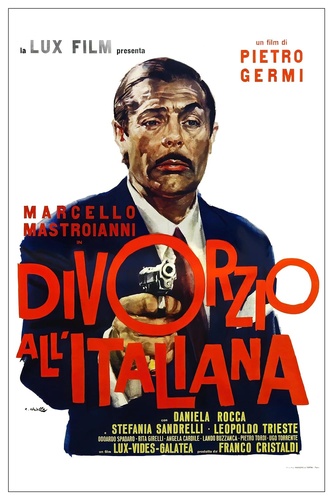 la LUX FILM presenta
un film di
PIETRO
GERMI
MARCELLO
MASTROIANNI
IN
DIVORZIO
ALL'ITALIANA
con DANIELA ROCCA
e STEFANIA SANDRELLI - LEOPOLDO TRIESTE
ODOARDO SPADARO - RITA GIRELLI - ANGELA CARDILE - LANDO BUZZANCA - PIETRO TORDI - UGO TORRENTE
un film LUX-VIDES-GALATEA prodotto da FRANCO CRISTALDI